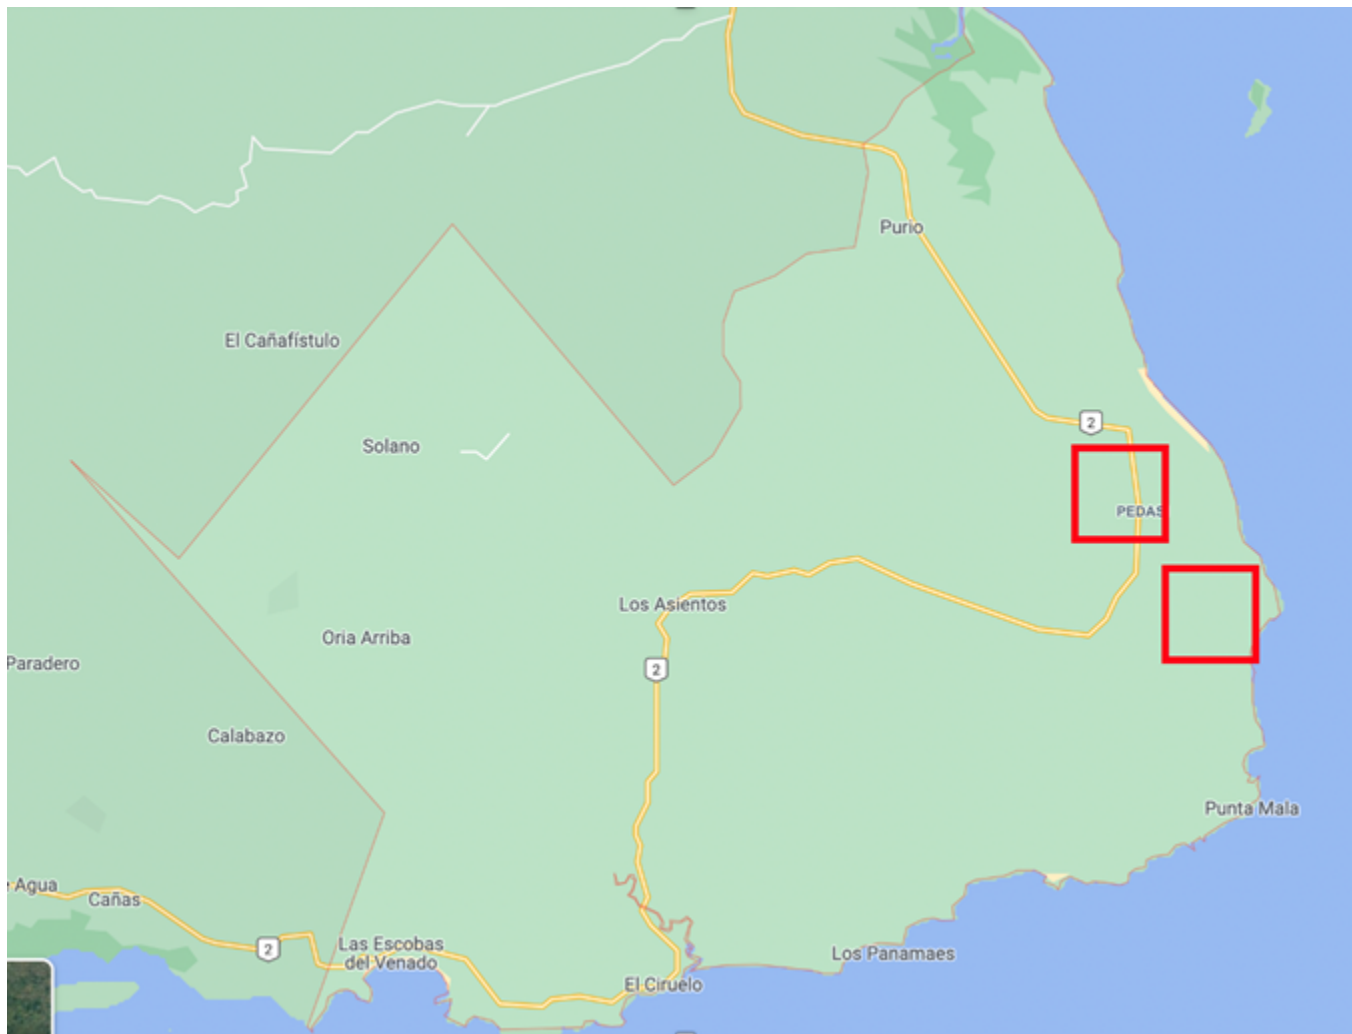 Purio
El Cañafístulo
2
Solano
PEDAS
Los Asientos
Oria Arriba
Paradero
2
Calabazo
Punta Mala
Agua
Cañas
2
Las Escobas
del Venado
Los Panamaes
El Ciruelo